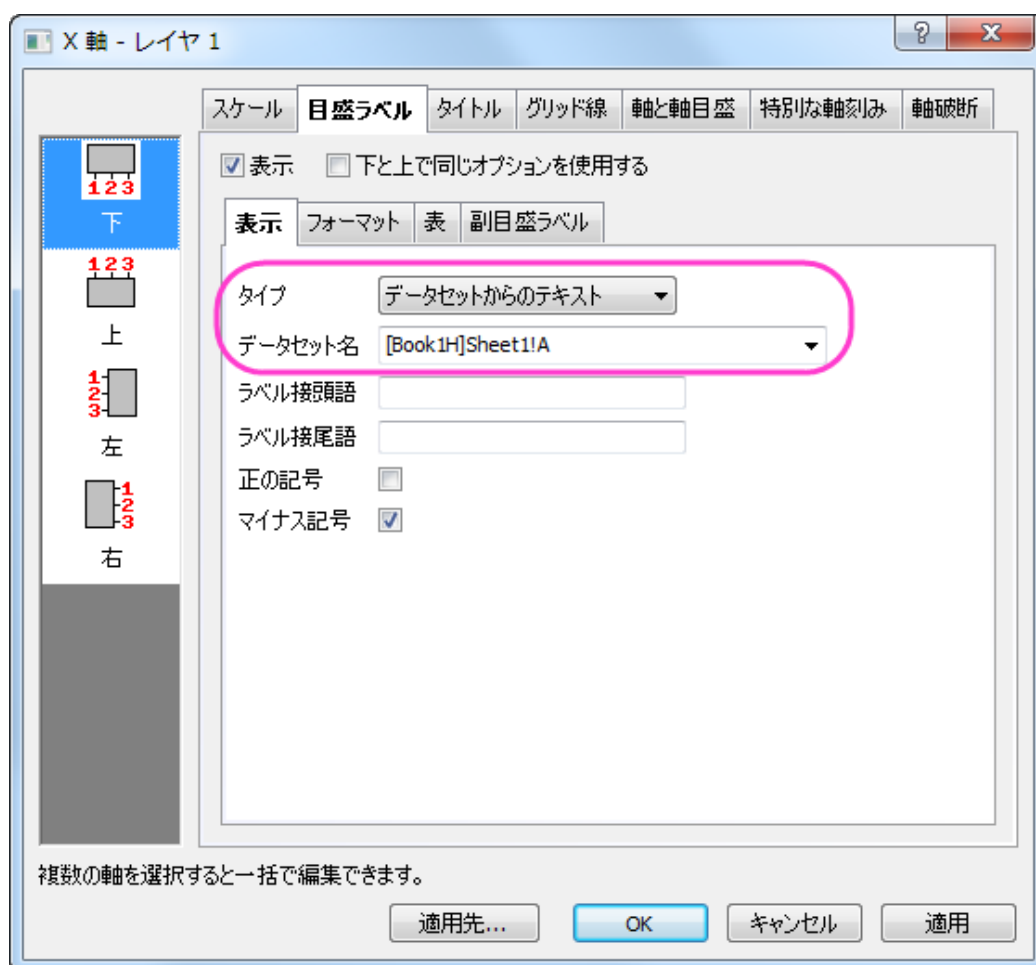 X 軸 - レイヤ 1
スケール 目盛ラベル タイトル グリッド線 軸と軸目盛 特別な軸刻み 軸破断
123
下
123
上
1
2
3
左
1
2
3
右
表示 下と上で同じオプションを使用する
表示 フォーマット 表 副目盛ラベル
タイプ データセットからのテキスト
データセット名 [Book1H]Sheet1!A
ラベル接頭語
ラベル接尾語
正の記号
マイナス記号
複数の軸を選択すると一括で編集できます。
適用先... OK キャンセル 適用